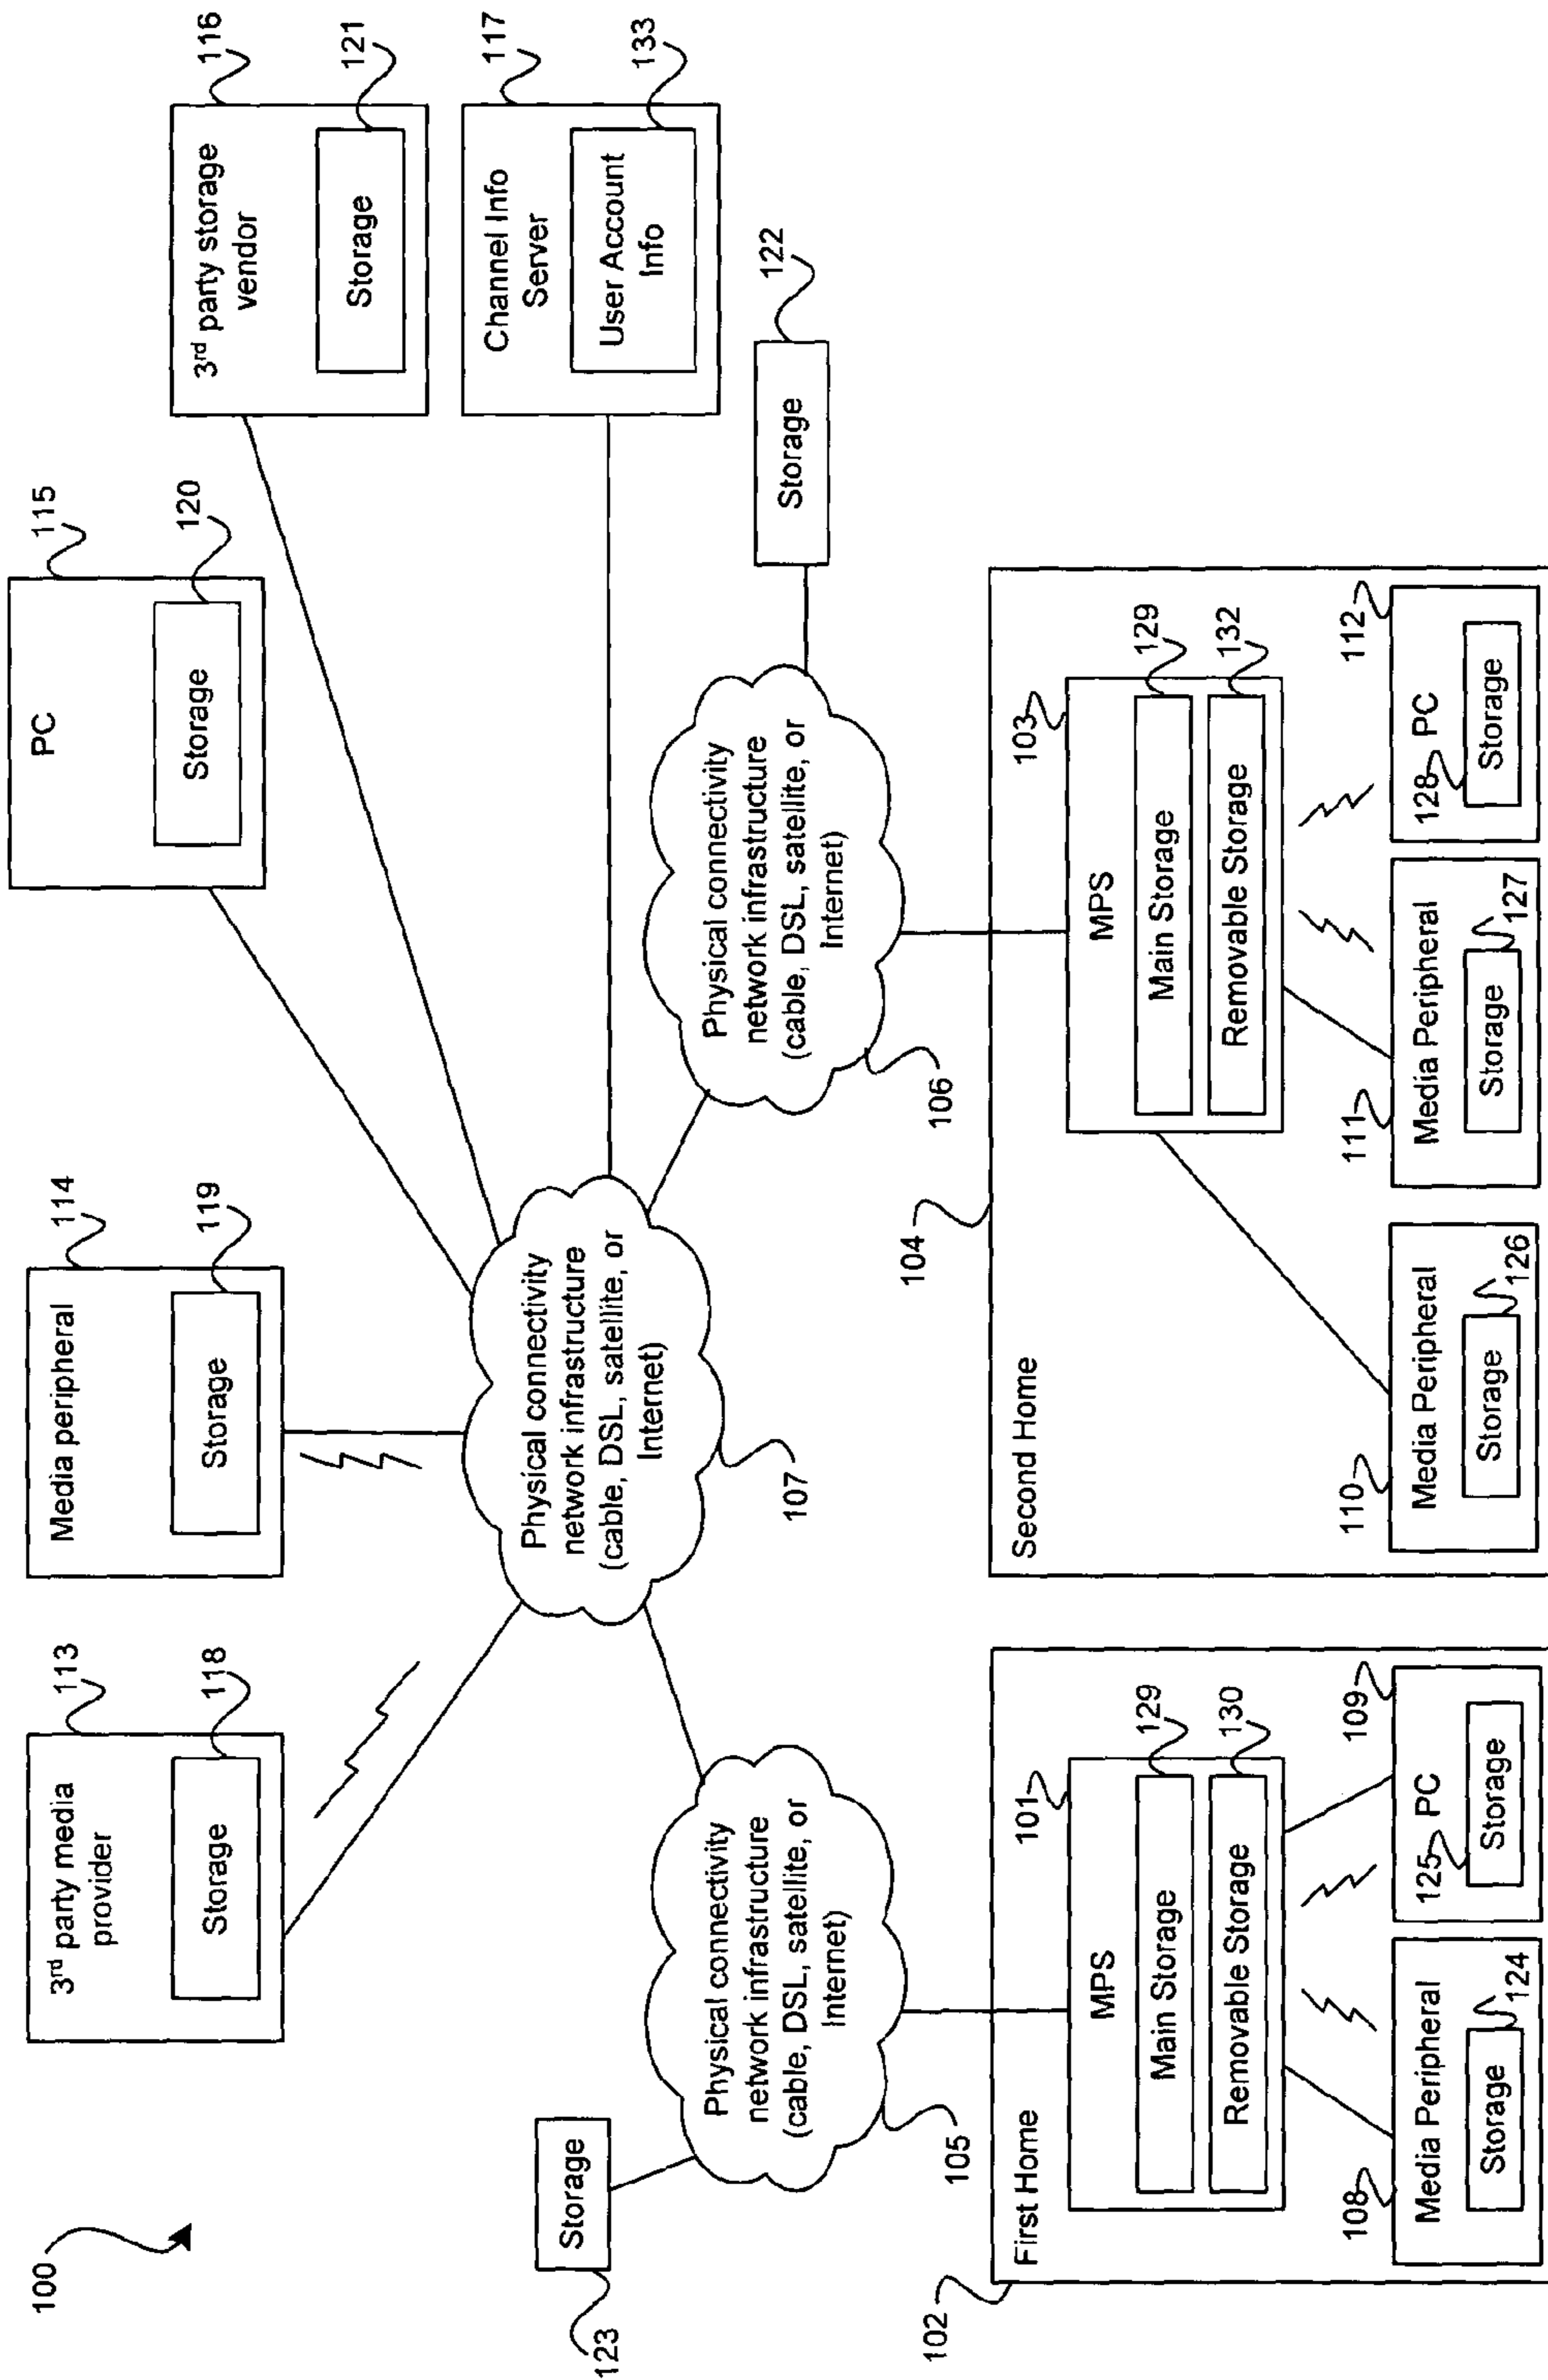 100
3rd party media
provider
Storage
113
118
Media peripheral
Storage
114
119
PC
Storage
115
120
3rd party storage
vendor
Storage
116
121
Channel Info
Server
User Account
Info
117
133
Storage
123
Physical connectivity
network infrastructure
(cable, DSL, satellite, or
Internet)
107
Physical connectivity
network infrastructure
(cable, DSL, satellite, or
Internet)
105
Physical connectivity
network infrastructure
(cable, DSL, satellite, or
Internet)
106
Storage
122
102
First Home
101
MPS
Main Storage
129
Removable Storage
130
108
Media Peripheral
Storage
124
109
PC
125
Storage
104
Second Home
103
MPS
Main Storage
129
Removable Storage
132
110
Media Peripheral
Storage
126
111
Media Peripheral
Storage
127
112
PC
128
Storage